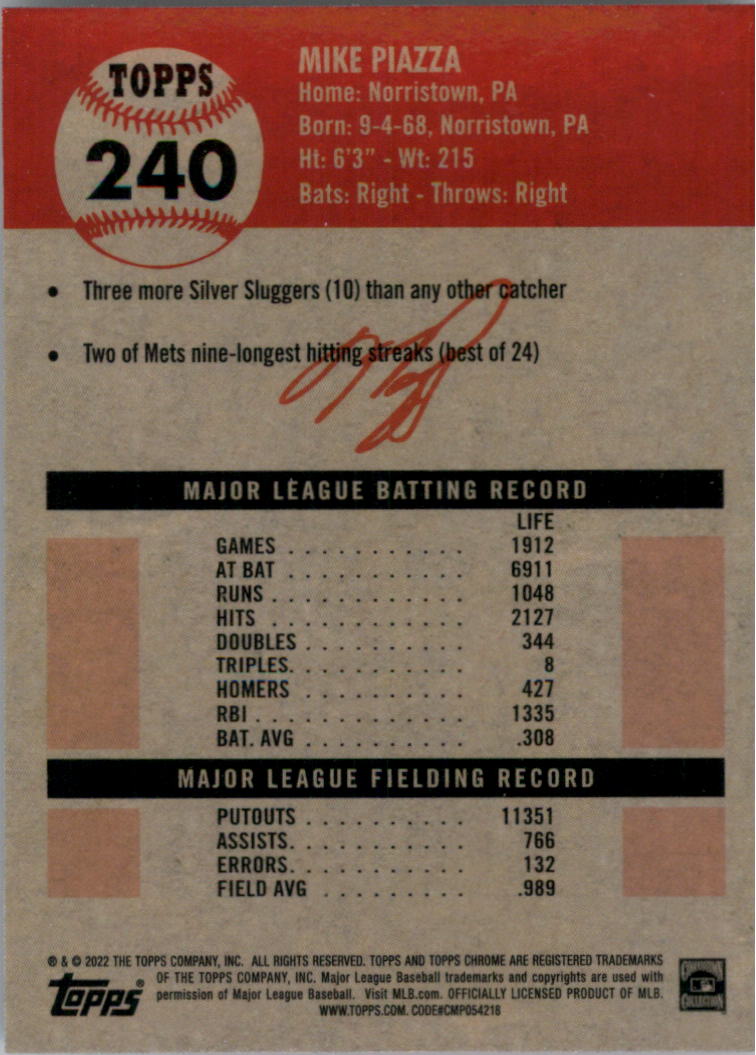 TOPPS
240
MIKE PIAZZA
Home: Norristown, PA
Born: 9-4-68, Norristown, PA
Ht: 6'3" - Wt: 215
Bats: Right - Throws: Right
• Three more Silver Sluggers (10) than any other catcher
• Two of Mets nine-longest hitting streaks (best of 24)
MAJOR LEAGUE BATTING RECORD
LIFE
GAMES . . . . . . . . . . . 1912
AT BAT . . . . . . . . . . . 6911
RUNS . . . . . . . . . . . . 1048
HITS . . . . . . . . . . . . 2127
DOUBLES . . . . . . . . . . 344
TRIPLES. . . . . . . . . . . 8
HOMERS . . . . . . . . . . 427
RBI . . . . . . . . . . . . . 1335
BAT. AVG . . . . . . . . . . .308
MAJOR LEAGUE FIELDING RECORD
PUTOUTS . . . . . . . . . . 11351
ASSISTS. . . . . . . . . . . 766
ERRORS. . . . . . . . . . . 132
FIELD AVG . . . . . . . . . .989
® & © 2022 THE TOPPS COMPANY, INC. ALL RIGHTS RESERVED. TOPPS AND TOPPS CHROME ARE REGISTERED TRADEMARKS
OF THE TOPPS COMPANY, INC. Major League Baseball trademarks and copyrights are used with
permission of Major League Baseball. Visit MLB.com. OFFICIALLY LICENSED PRODUCT OF MLB.
WWW.TOPPS.COM. CODE#CMP054218
topps®
COOPERSTOWN
COLLECTION